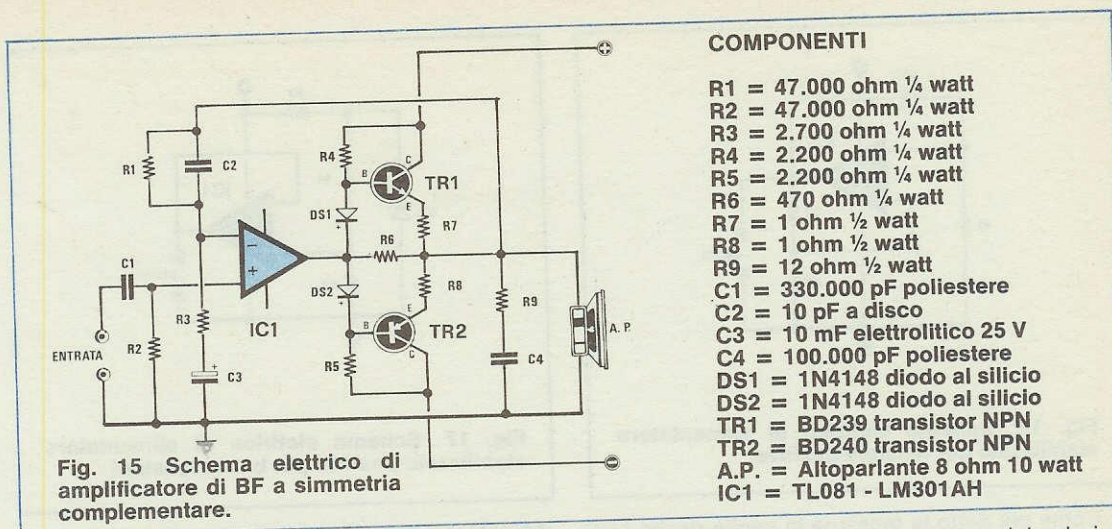 COMPONENTI
R1 = 47.000 ohm ¼ watt
R2 = 47.000 ohm ¼ watt
R3 = 2.700 ohm ¼ watt
R4 = 2.200 ohm ¼ watt
R5 = 2.200 ohm ¼ watt
R6 = 470 ohm ¼ watt
R7 = 1 ohm ½ watt
R8 = 1 ohm ½ watt
R9 = 12 ohm ½ watt
C1 = 330.000 pF poliestere
C2 = 10 pF a disco
C3 = 10 mF elettrolitico 25 V
C4 = 100.000 pF poliestere
DS1 = 1N4148 diodo al silicio
DS2 = 1N4148 diodo al silicio
TR1 = BD239 transistor NPN
TR2 = BD240 transistor NPN
A.P. = Altoparlante 8 ohm 10 watt
IC1 = TL081 - LM301AH
R1
C2
R4
B
C
E
TR1
DS1
R6
R7
C1
−
+
DS2
R8
R9
A. P.
R3
IC1
E
B
C
TR2
ENTRATA
R2
+
C3
R5
C4
+
−
Fig. 15 Schema elettrico di
amplificatore di BF a simmetria
complementare.